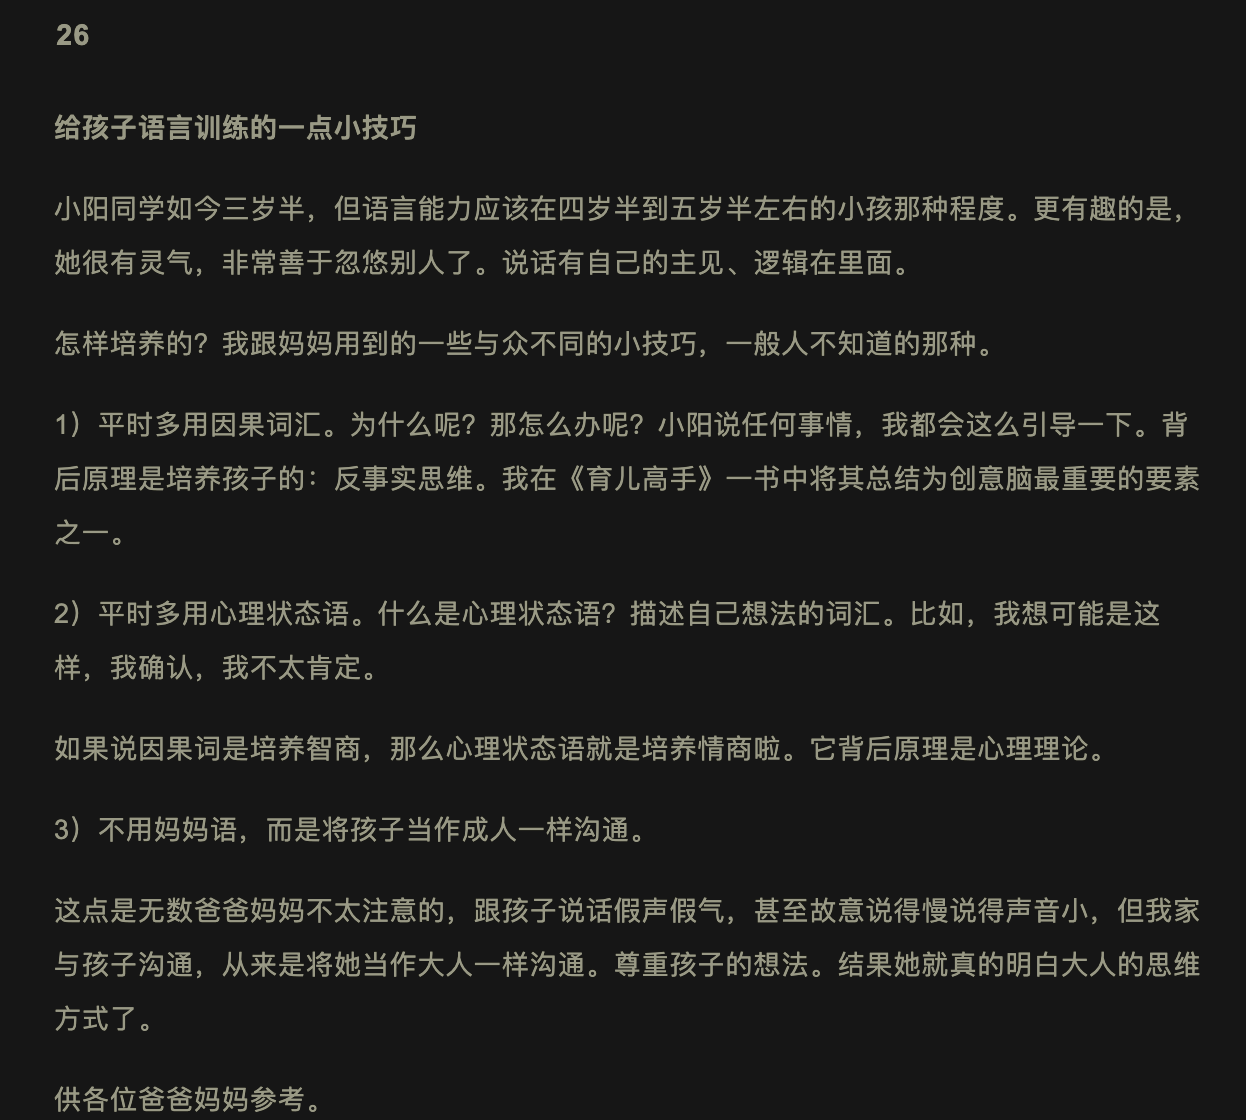 26
给孩子语言训练的一点小技巧
小阳同学如今三岁半，但语言能力应该在四岁半到五岁半左右的小孩那种程度。更有趣的是，
她很有灵气，非常善于忽悠别人了。说话有自己的主见、逻辑在里面。
怎样培养的？我跟妈妈用到的一些与众不同的小技巧，一般人不知道的那种。
1）平时多用因果词汇。为什么呢？那怎么办呢？小阳说任何事情，我都会这么引导一下。背
后原理是培养孩子的：反事实思维。我在《育儿高手》一书中将其总结为创意脑最重要的要素
之一。
2）平时多用心理状态语。什么是心理状态语？描述自己想法的词汇。比如，我想可能是这
样，我确认，我不太肯定。
如果说因果词是培养智商，那么心理状态语就是培养情商啦。它背后原理是心理理论。
3）不用妈妈语，而是将孩子当作成人一样沟通。
这点是无数爸爸妈妈不太注意的，跟孩子说话假声假气，甚至故意说得慢说得声音小，但我家
与孩子沟通，从来是将她当作大人一样沟通。尊重孩子的想法。结果她就真的明白大人的思维
方式了。
供各位爸爸妈妈参考。